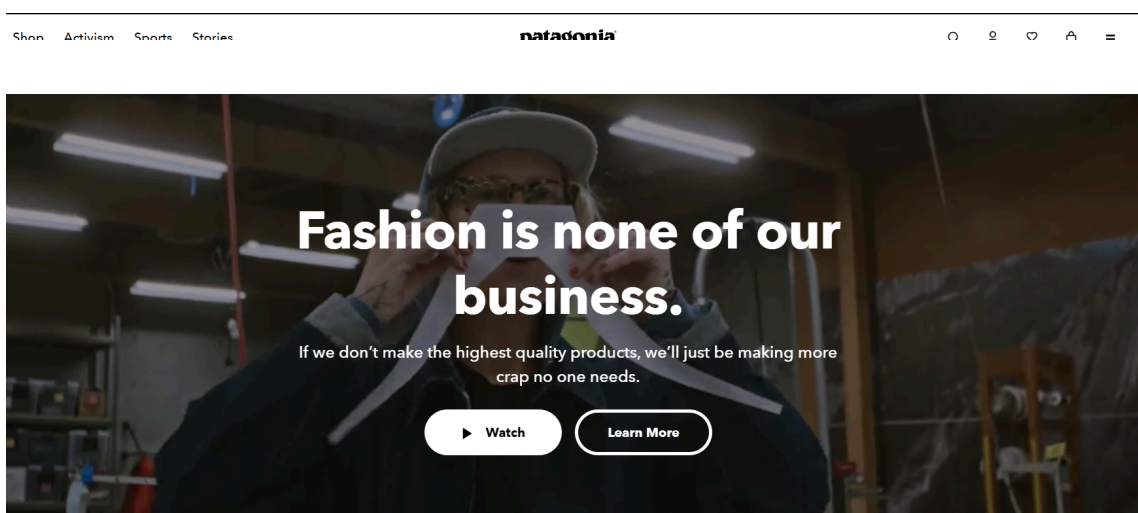 Shop Activism Sports Stories patagonia
Fashion is none of our
business.
If we don’t make the highest quality products, we’ll just be making more
crap no one needs.
Watch Learn More